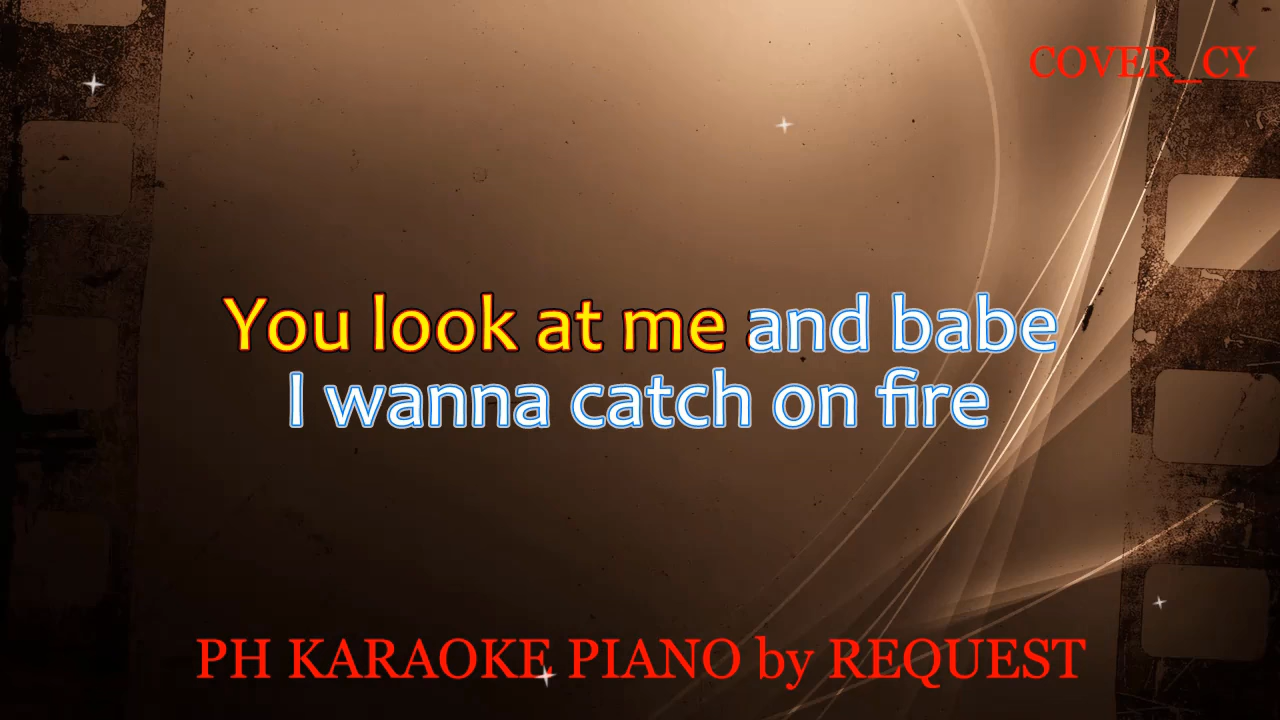 COVER_CY
You look at me and babe
I wanna catch on fire
PH KARAOKE PIANO by REQUEST